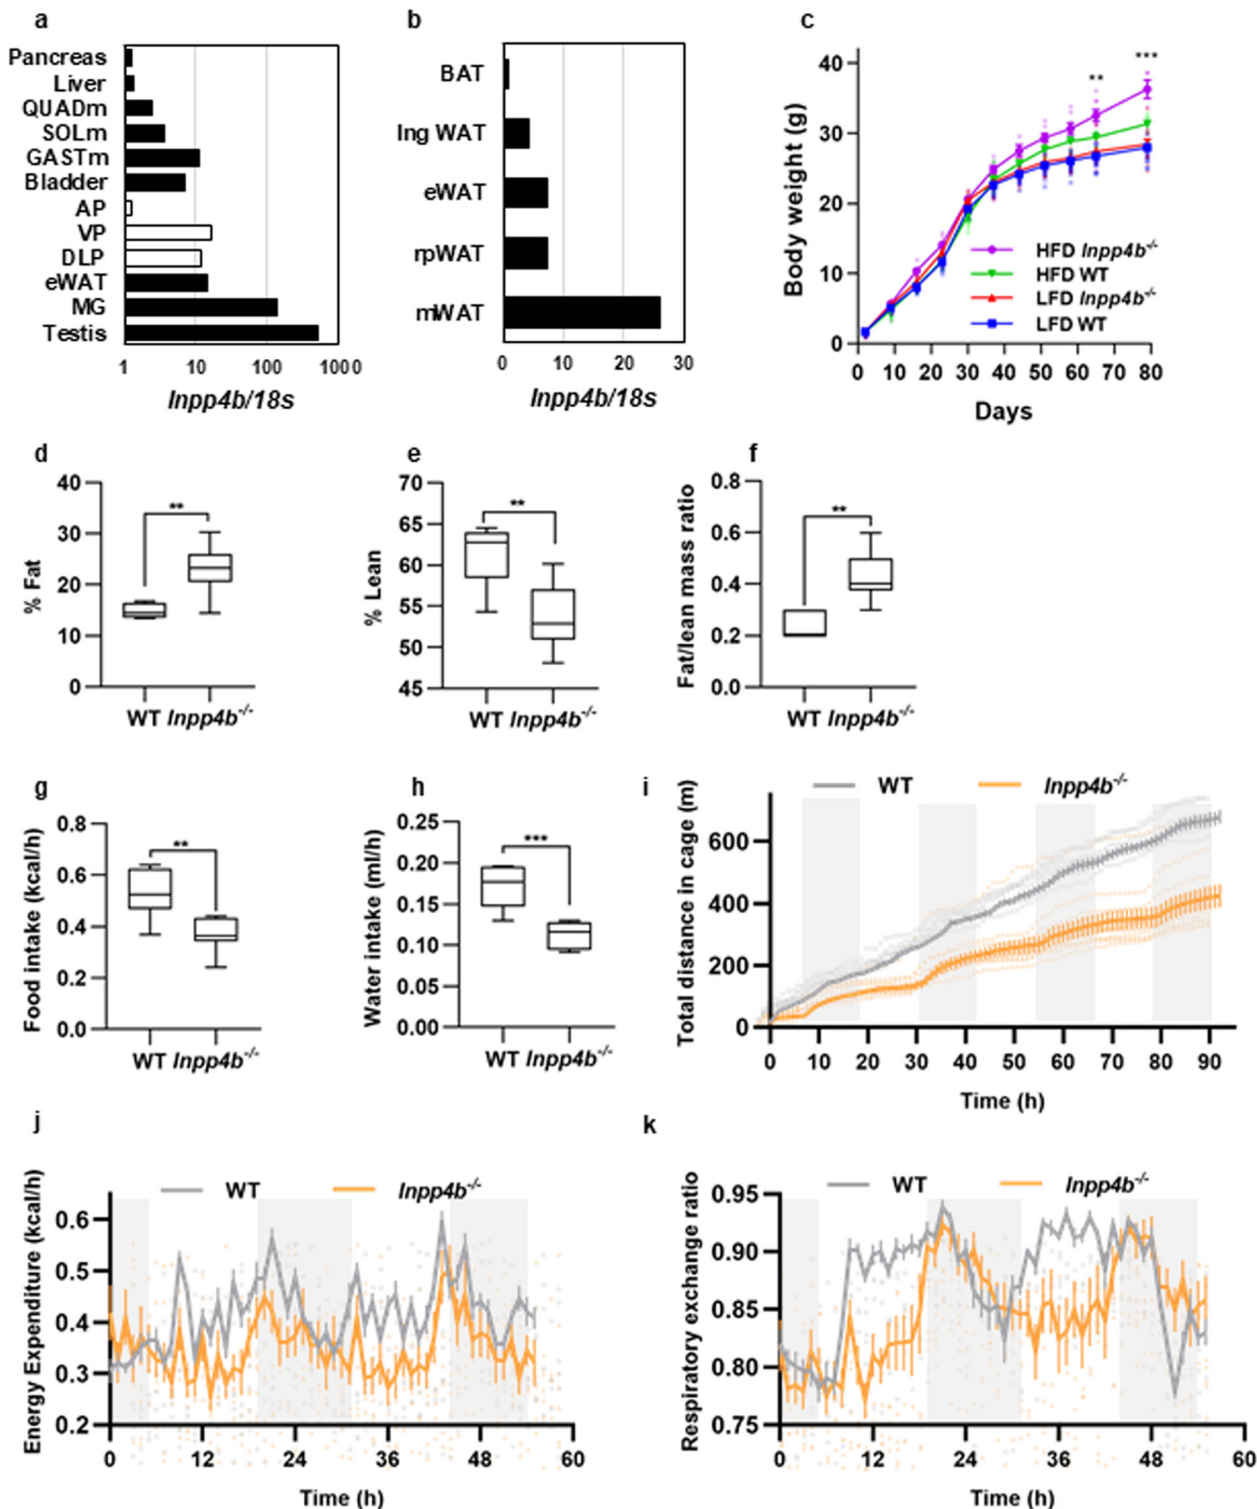 a
Pancreas
Liver
QUADm
SOLm
GASTm
Bladder
AP
VP
DLP
eWAT
MG
Testis
1 10 100 1000
Inpp4b/18s
b
BAT
Ing WAT
eWAT
rpWAT
mWAT
0 10 20 30
Inpp4b/18s
c
Body weight (g)
40
30
20
10
0
** ***
HFD Inpp4b-/-
HFD WT
LFD Inpp4b-/-
LFD WT
0 10 20 30 40 50 60 70 80
Days
d
% Fat
40
30
20
10
0
**
WT Inpp4b-/-
e
% Lean
70
65
60
55
50
45
**
WT Inpp4b-/-
f
Fat/lean mass ratio
0.8
0.6
0.4
0.2
0.0
**
WT Inpp4b-/-
g
Food intake (kcal/h)
0.8
0.6
0.4
0.2
0.0
**
WT Inpp4b-/-
h
Water intake (ml/h)
0.25
0.20
0.15
0.10
0.05
0.00
***
WT Inpp4b-/-
i
WT Inpp4b-/-
Total distance in cage (m)
600
400
200
0
0 10 20 30 40 50 60 70 80 90
Time (h)
j
WT Inpp4b-/-
Energy Expenditure (kcal/h)
0.6
0.5
0.4
0.3
0.2
0 12 24 36 48 60
Time (h)
k
WT Inpp4b-/-
Respiratory exchange ratio
0.95
0.90
0.85
0.80
0.75
0 12 24 36 48 60
Time (h)